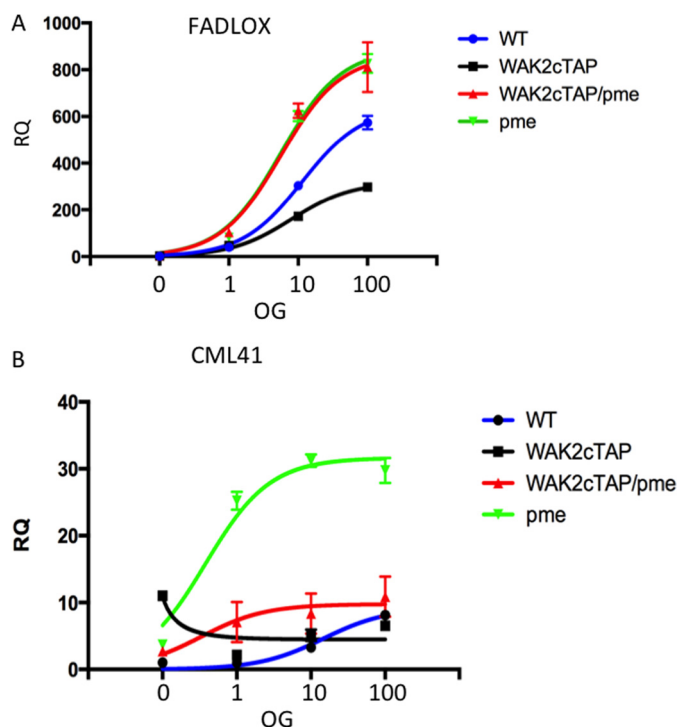 A
FADLOX
1000
800
600
400
200
0
RQ
0 1 10 100
OG
WT
WAK2cTAP
WAK2cTAP/pme
pme
B
CML41
40
30
20
10
0
RQ
0 1 10 100
OG
WT
WAK2cTAP
WAK2cTAP/pme
pme